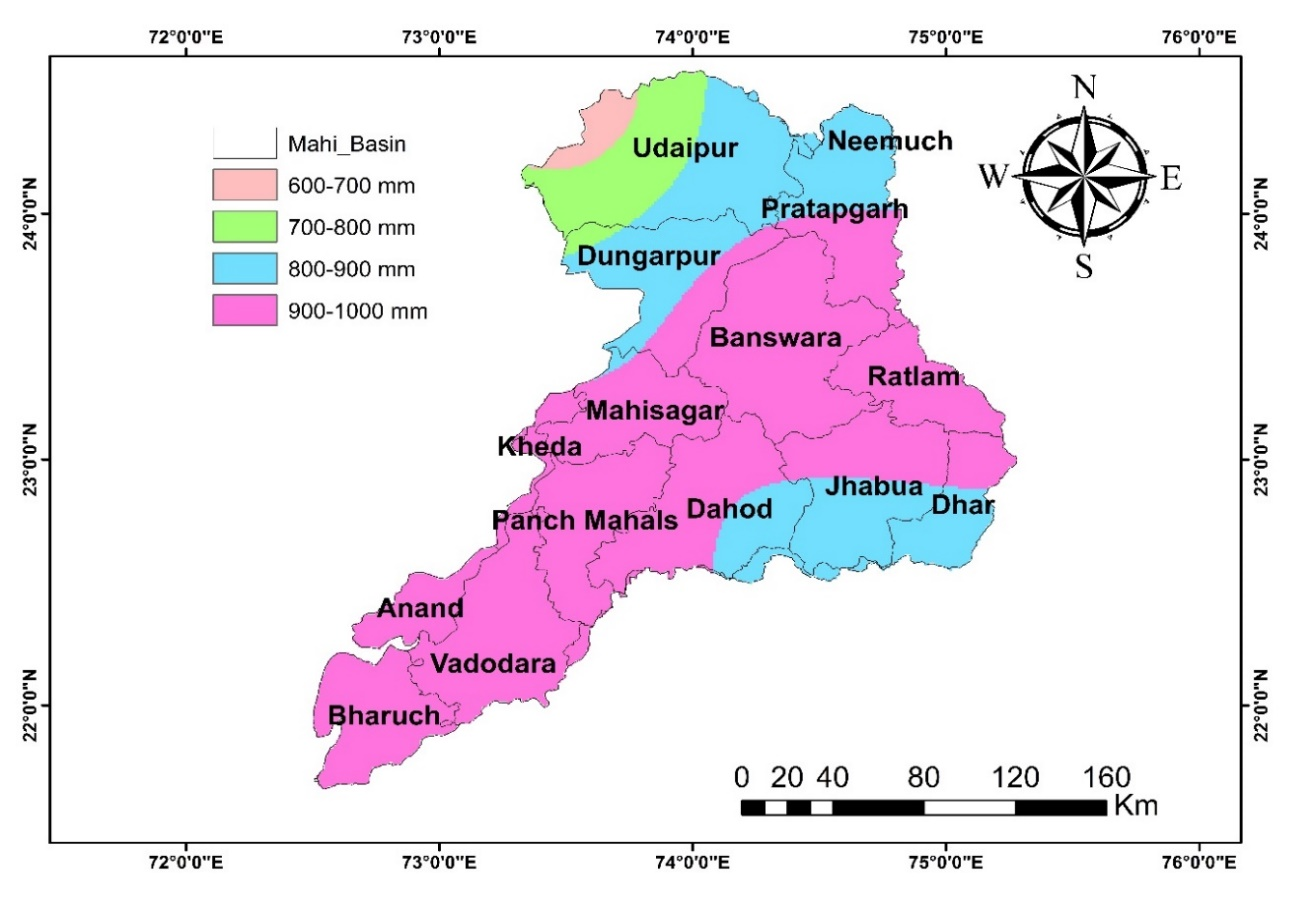 72°0'0"E 73°0'0"E 74°0'0"E 75°0'0"E 76°0'0"E
N
W E
S
Mahi_Basin
600-700 mm
700-800 mm
800-900 mm
900-1000 mm
24°0'0"N
24°0'0"N
23°0'0"N
23°0'0"N
22°0'0"N
22°0'0"N
Udaipur
Neemuch
Pratapgarh
Dungarpur
Banswara
Ratlam
Mahisagar
Kheda
Jhabua
Dhar
Dahod
Panch Mahals
Anand
Vadodara
Bharuch
0 20 40 80 120 160
Km
72°0'0"E 73°0'0"E 74°0'0"E 75°0'0"E 76°0'0"E